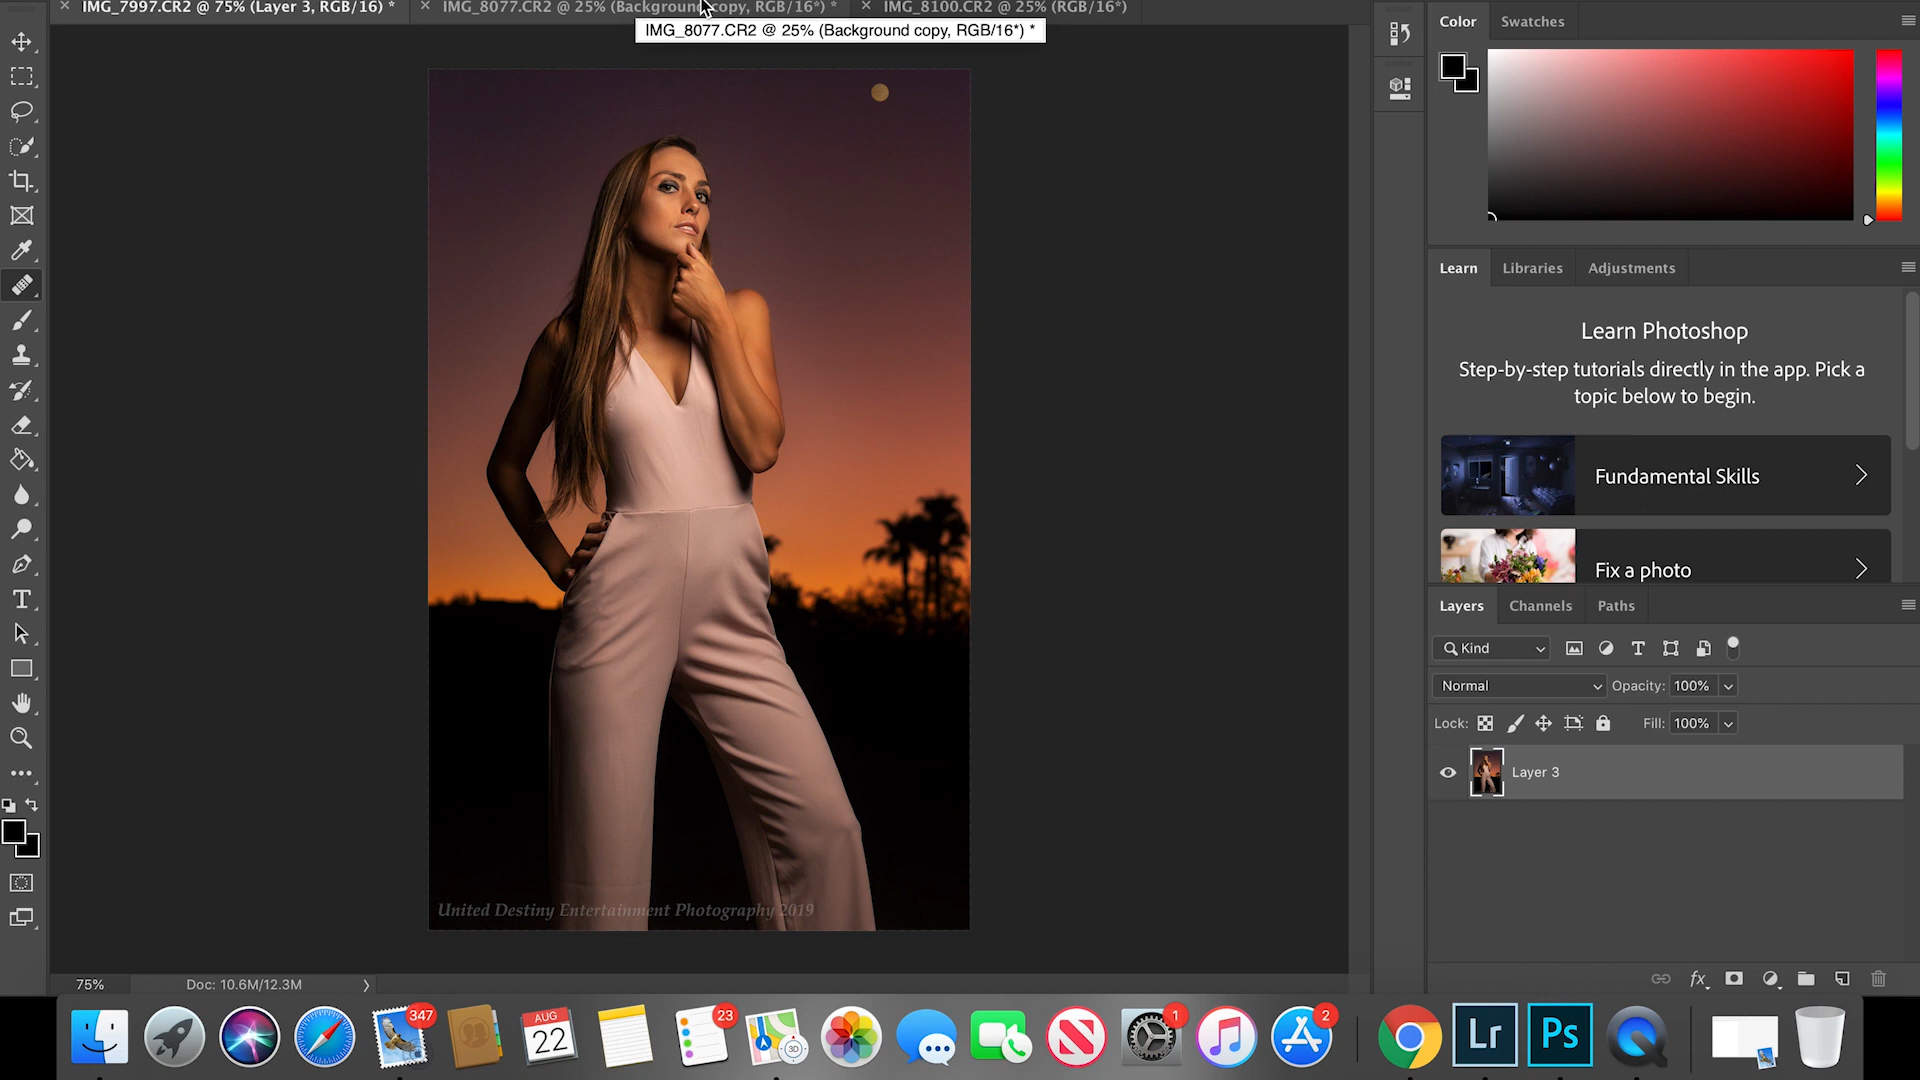 IMG_7997.CR2 @ 75% (Layer 3, RGB/16) *
IMG_8077.CR2 @ 25% (Background copy, RGB/16*) *
IMG_8100.CR2 @ 25% (RGB/16*)
IMG_8077.CR2 @ 25% (Background copy, RGB/16*) *
Color
Swatches
Learn
Libraries
Adjustments
Learn Photoshop
Step-by-step tutorials directly in the app. Pick a
topic below to begin.
Fundamental Skills
Fix a photo
Layers
Channels
Paths
Kind
Normal
Opacity: 100%
Lock:
Fill: 100%
Layer 3
United Destiny Entertainment Photography 2019
75%
Doc: 10.6M/12.3M
347
AUG
22
23
3D
1
2
Lr
Ps